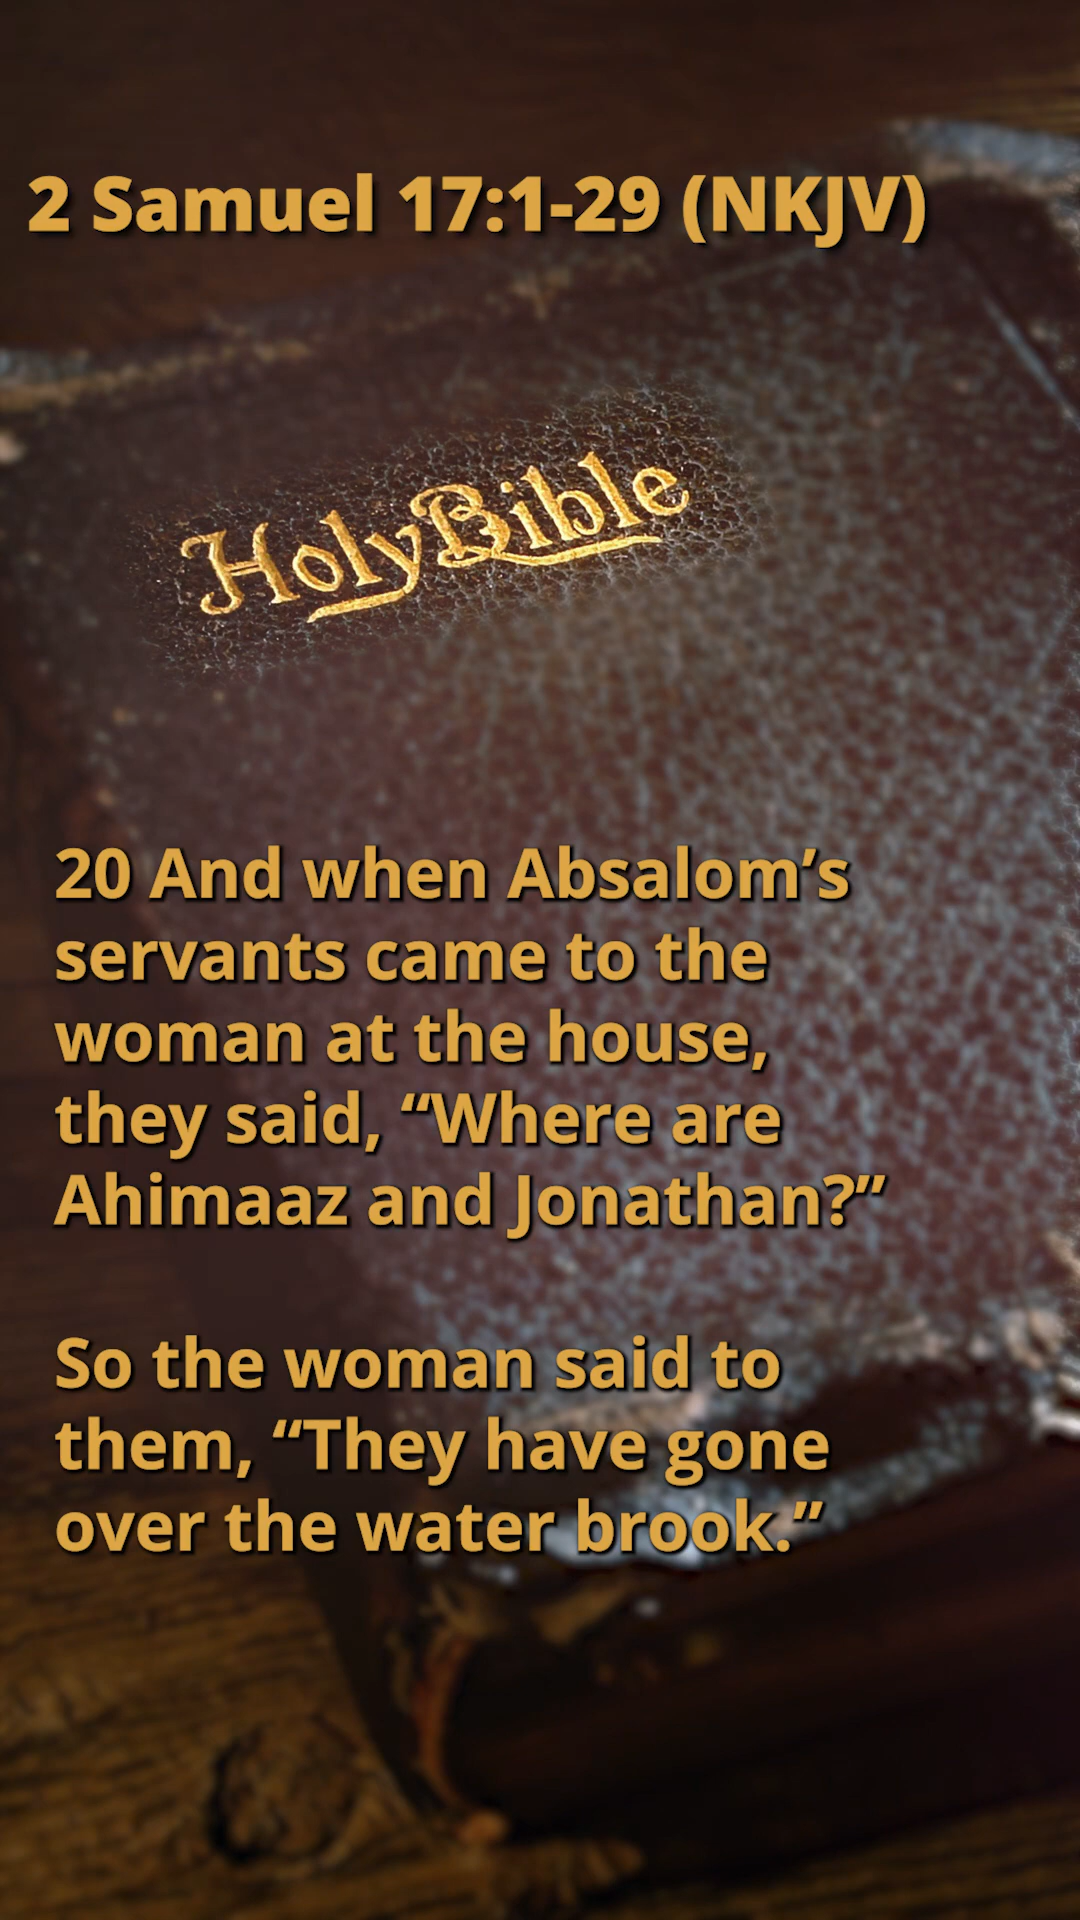 2 Samuel 17:1-29 (NKJV)
Holy Bible
20 And when Absalom’s
servants came to the
woman at the house,
they said, “Where are
Ahimaaz and Jonathan?”
So the woman said to
them, “They have gone
over the water brook.”